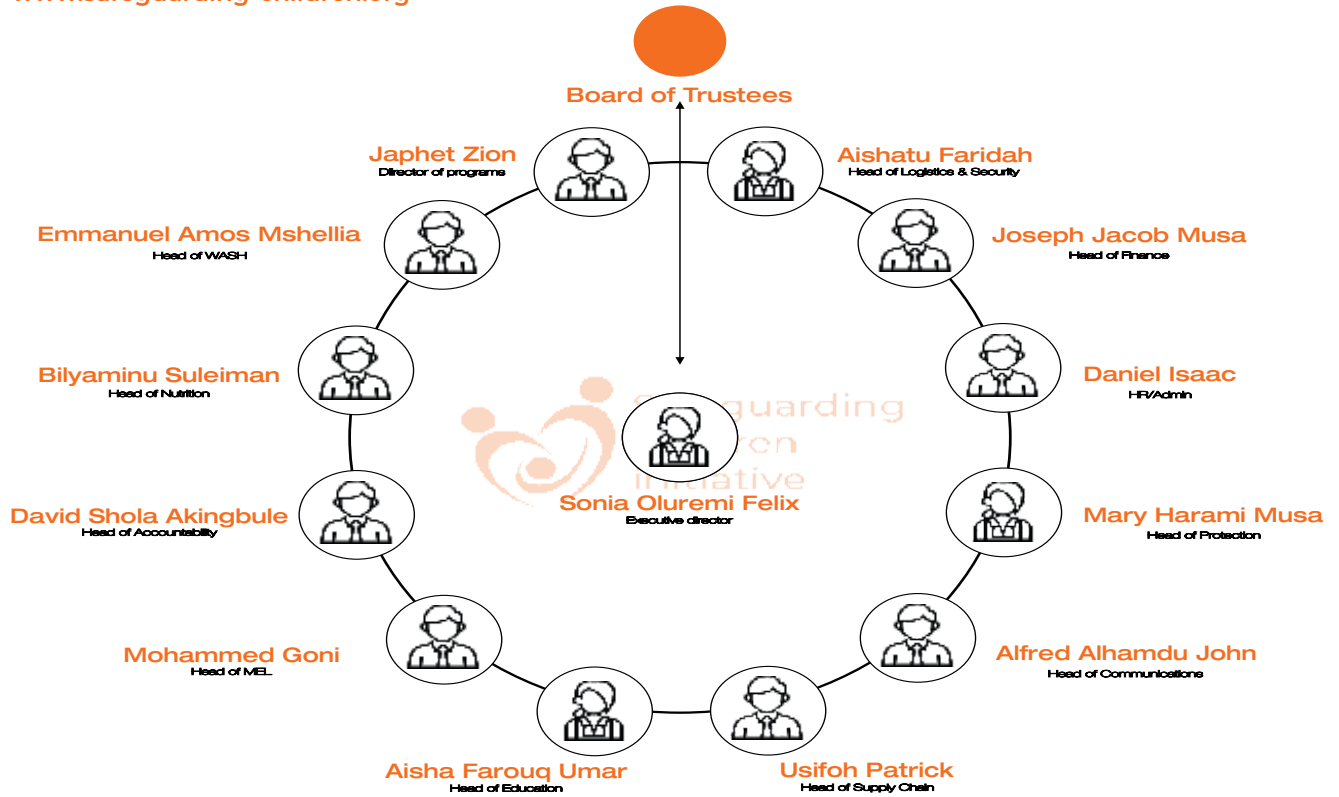 Board of Trustees
Japhet Zion
Director of programs
Aishatu Faridah
Head of Logistics & Security
Emmanuel Amos Mshellia
Head of WASH
Joseph Jacob Musa
Head of Finance
Bilyaminu Suleiman
Head of Nutrition
Daniel Isaac
HR/Admin
guarding
Initiative
Sonia Oluremi Felix
Executive director
David Shola Akingbule
Head of Accountability
Mary Harami Musa
Head of Protection
Mohammed Goni
Head of MEL
Alfred Alhamdu John
Head of Communications
Aisha Farouq Umar
Head of Education
Usifoh Patrick
Head of Supply Chain